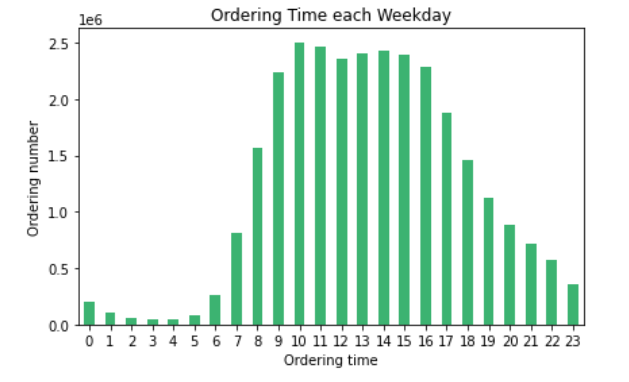 Ordering Time each Weekday
1e6
2.5
2.0
1.5
1.0
0.5
0.0
Ordering number
0 1 2 3 4 5 6 7 8 9 10 11 12 13 14 15 16 17 18 19 20 21 22 23
Ordering time